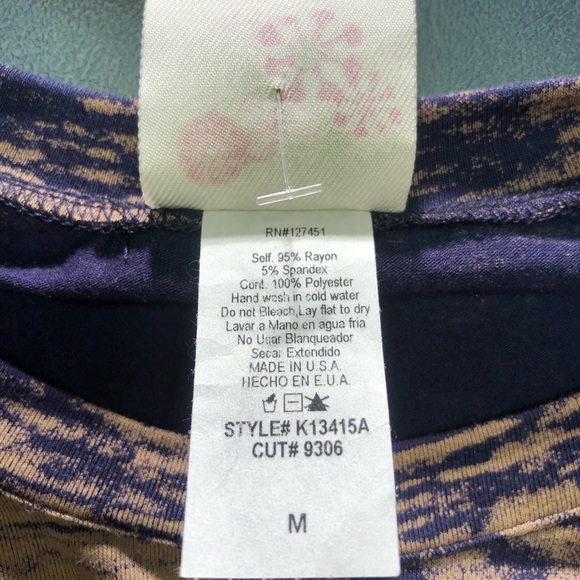 RN#127451
Self. 95% Rayon
5% Spandex
Cont. 100% Polyester
Hand wash in cold water
Do not Bleach,Lay flat to dry
Lavar a Mano en agua fria
No Usar Blanqueador
Secar Extendido
MADE IN U.S.A.
HECHO EN E.U.A.
STYLE# K13415A
CUT# 9306
M